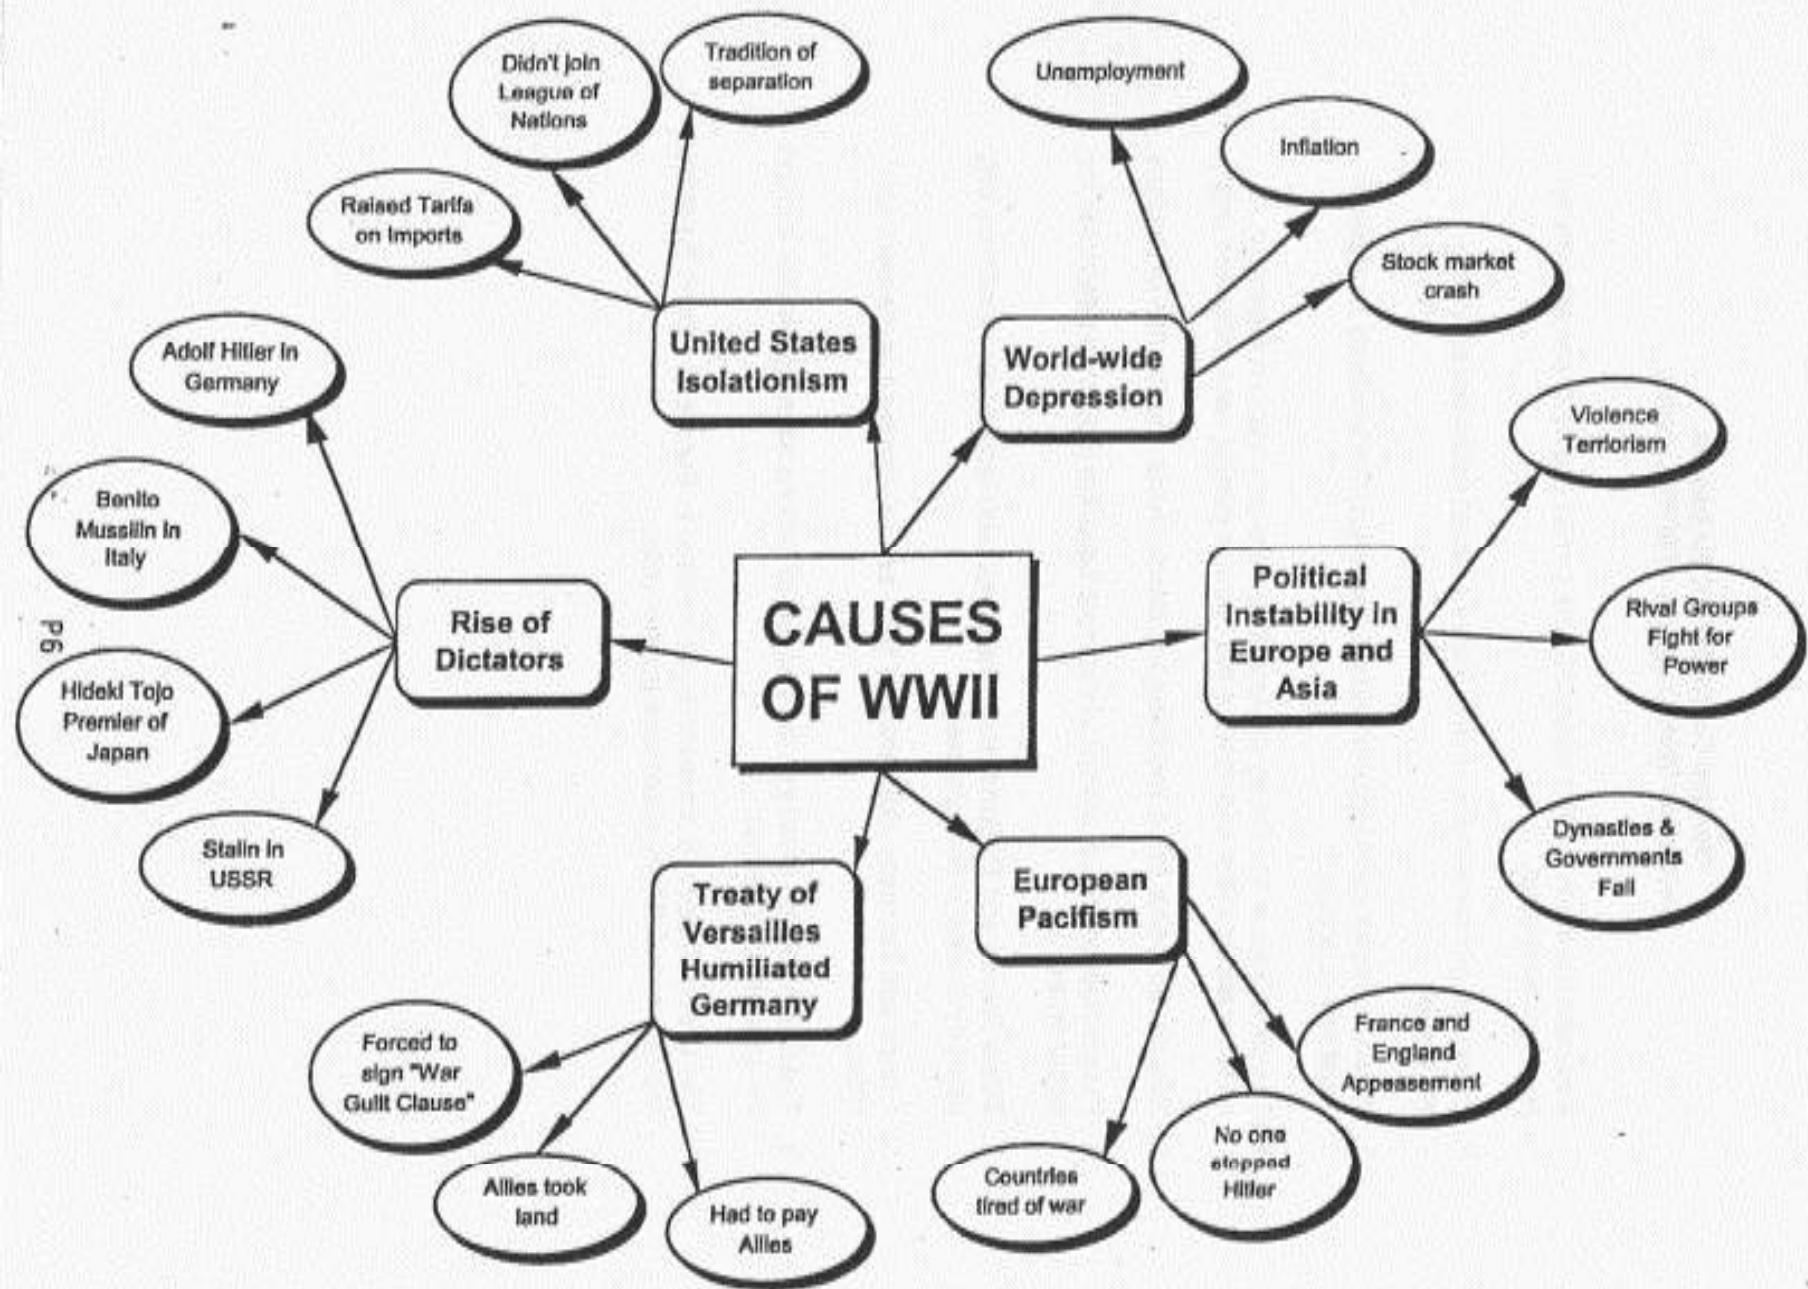 Didn't join
League of
Nations
Tradition of
separation
Raised Tarifs
on Imports
United States
Isolationism
Unemployment
Inflation
Stock market
crash
World-wide
Depression
Adolf Hitler in
Germany
Benito
Mussilin in
Italy
Hideki Tojo
Premier of
Japan
Stalin in
USSR
Rise of
Dictators
CAUSES
OF WWII
Political
Instability in
Europe and
Asia
Violence
Terriorism
Rival Groups
Fight for
Power
Dynasties &
Governments
Fall
Treaty of
Versailles
Humiliated
Germany
Forced to
sign "War
Guilt Clause"
Allies took
land
Had to pay
Allies
European
Pacifism
Countries
tired of war
No one
stopped
Hitler
France and
England
Appeasement
P6